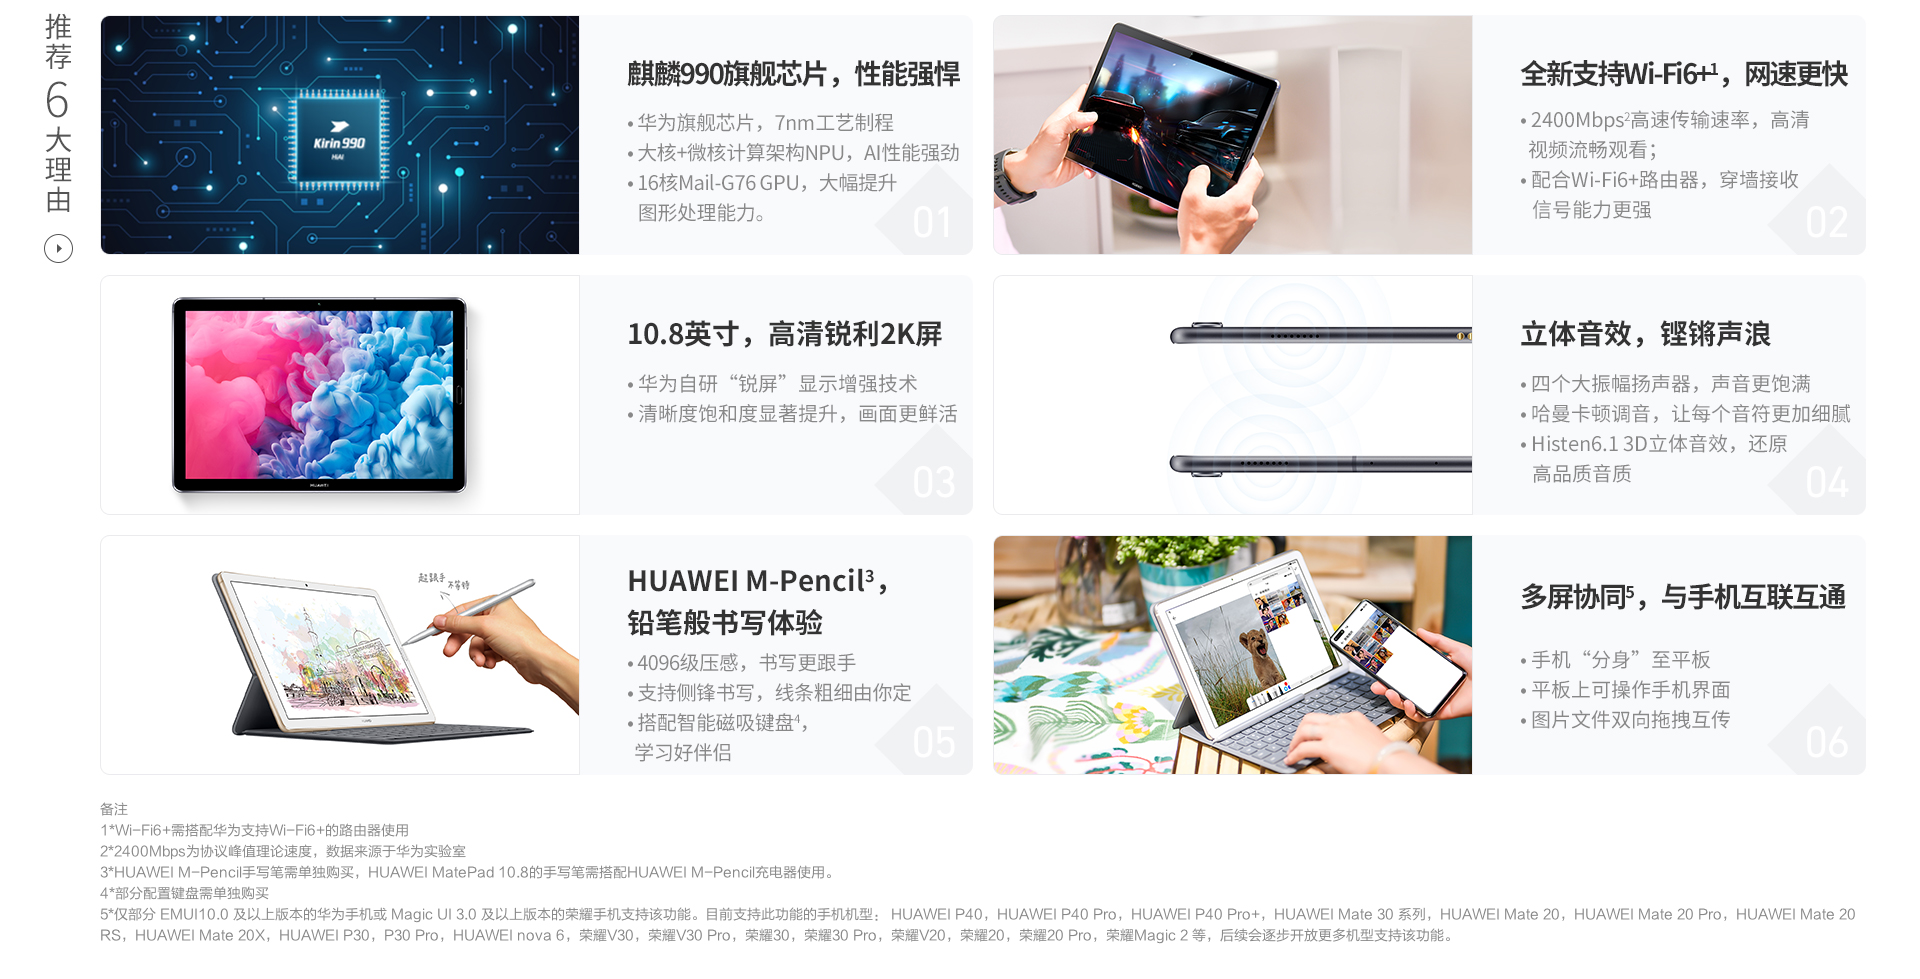 推荐6大理由
Kirin 990
HiAI
麒麟990旗舰芯片，性能强悍
• 华为旗舰芯片，7nm工艺制程
• 大核+微核计算架构NPU，AI性能强劲
• 16核Mail-G76 GPU，大幅提升
图形处理能力。
01
全新支持Wi-Fi6+1，网速更快
• 2400Mbps2高速传输速率，高清
视频流畅观看；
• 配合Wi-Fi6+路由器，穿墙接收
信号能力更强
02
HUAWEI
10.8英寸，高清锐利2K屏
• 华为自研“锐屏”显示增强技术
• 清晰度饱和度显著提升，画面更鲜活
03
立体音效，铿锵声浪
• 四个大振幅扬声器，声音更饱满
• 哈曼卡顿调音，让每个音符更加细腻
• Histen6.1 3D立体音效，还原
高品质音质
04
HUAWEI M-Pencil3，
铅笔般书写体验
• 4096级压感，书写更跟手
• 支持侧锋书写，线条粗细由你定
• 搭配智能磁吸键盘4，
学习好伴侣
05
多屏协同5，与手机互联互通
• 手机“分身”至平板
• 平板上可操作手机界面
• 图片文件双向拖拽互传
06
备注
1*Wi-Fi6+需搭配华为支持Wi-Fi6+的路由器使用
2*2400Mbps为协议峰值理论速度，数据来源于华为实验室
3*HUAWEI M-Pencil手写笔需单独购买，HUAWEI MatePad 10.8的手写笔需搭配HUAWEI M-Pencil充电器使用。
4*部分配置键盘需单独购买
5*仅部分 EMUI10.0 及以上版本的华为手机或 Magic UI 3.0 及以上版本的荣耀手机支持该功能。目前支持此功能的手机机型： HUAWEI P40，HUAWEI P40 Pro，HUAWEI P40 Pro+，HUAWEI Mate 30 系列，HUAWEI Mate 20，HUAWEI Mate 20 Pro，HUAWEI Mate 20
RS，HUAWEI Mate 20X，HUAWEI P30，P30 Pro，HUAWEI nova 6，荣耀V30，荣耀V30 Pro，荣耀30，荣耀30 Pro，荣耀V20，荣耀20，荣耀20 Pro，荣耀Magic 2 等，后续会逐步开放更多机型支持该功能。